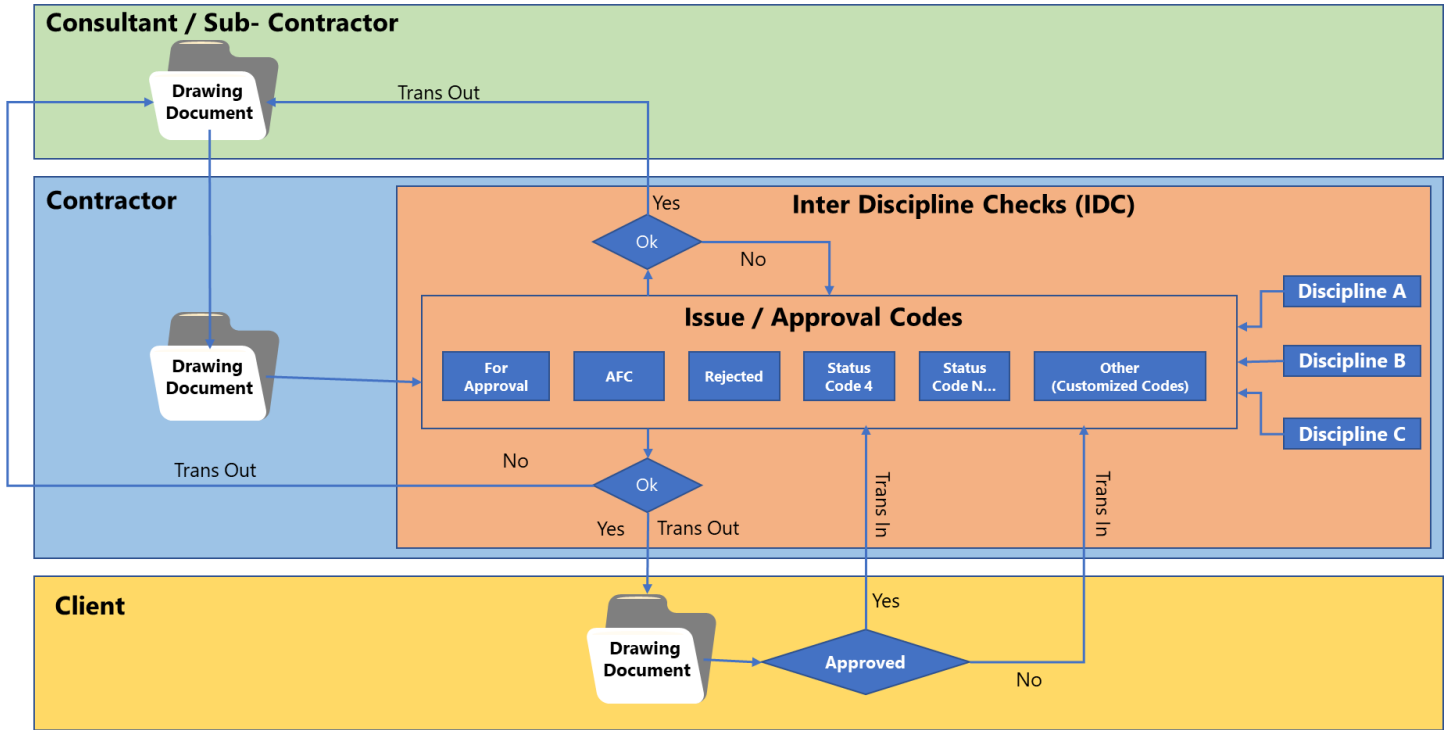 Consultant / Sub- Contractor
Drawing
Document
Trans Out
Contractor
Inter Discipline Checks (IDC)
Yes
Ok
No
Discipline A
Issue / Approval Codes
Drawing
Document
For
Approval
AFC
Rejected
Status
Code 4
Status
Code N...
Other
(Customized Codes)
Discipline B
Discipline C
Trans Out
No
Ok
Yes
Trans Out
Trans In
Trans In
Client
Yes
Drawing
Document
Approved
No